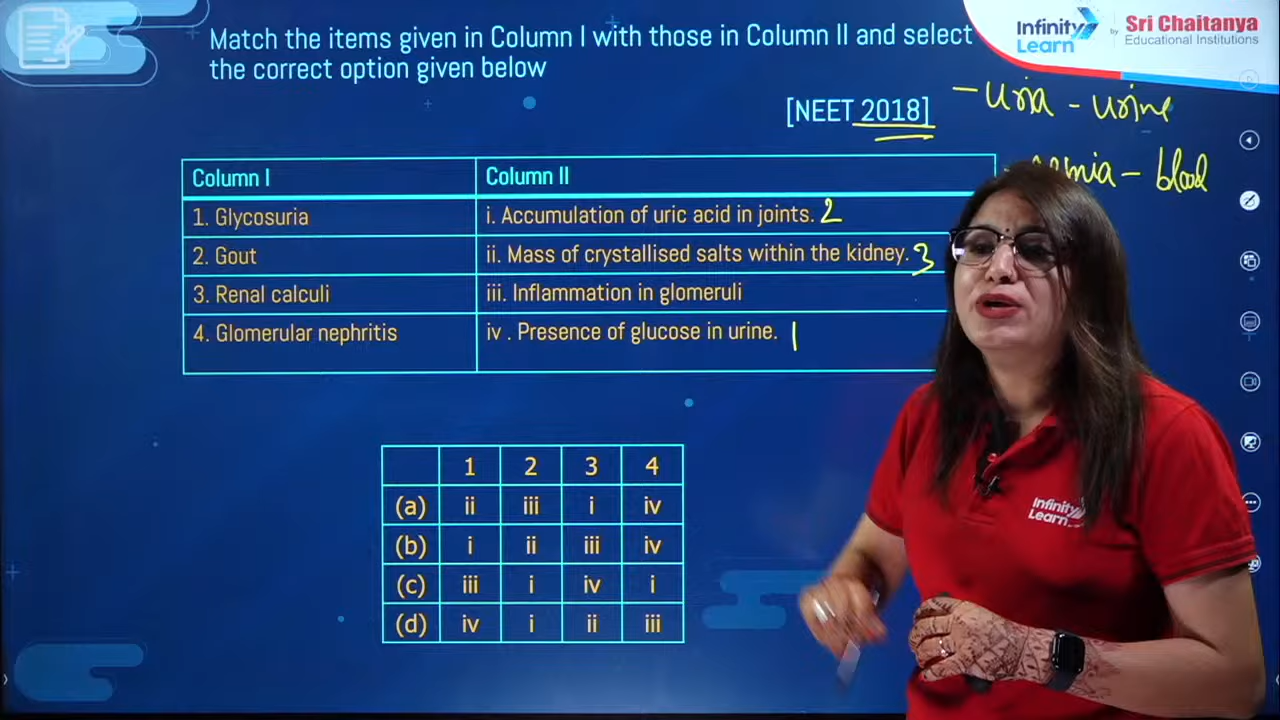 Match the items given in Column I with those in Column II and select
the correct option given below
Infinity Learn by Sri Chaitanya Educational Institutions
[NEET 2018]
- uria - urine
emia - blood
Column I Column II
1. Glycosuria i. Accumulation of uric acid in joints. 2
2. Gout ii. Mass of crystallised salts within the kidney. 3
3. Renal calculi iii. Inflammation in glomeruli
4. Glomerular nephritis iv . Presence of glucose in urine. 1
1 2 3 4
(a) ii iii i iv
(b) i ii iii iv
(c) iii i iv i
(d) iv i ii iii
Infinity
Learn